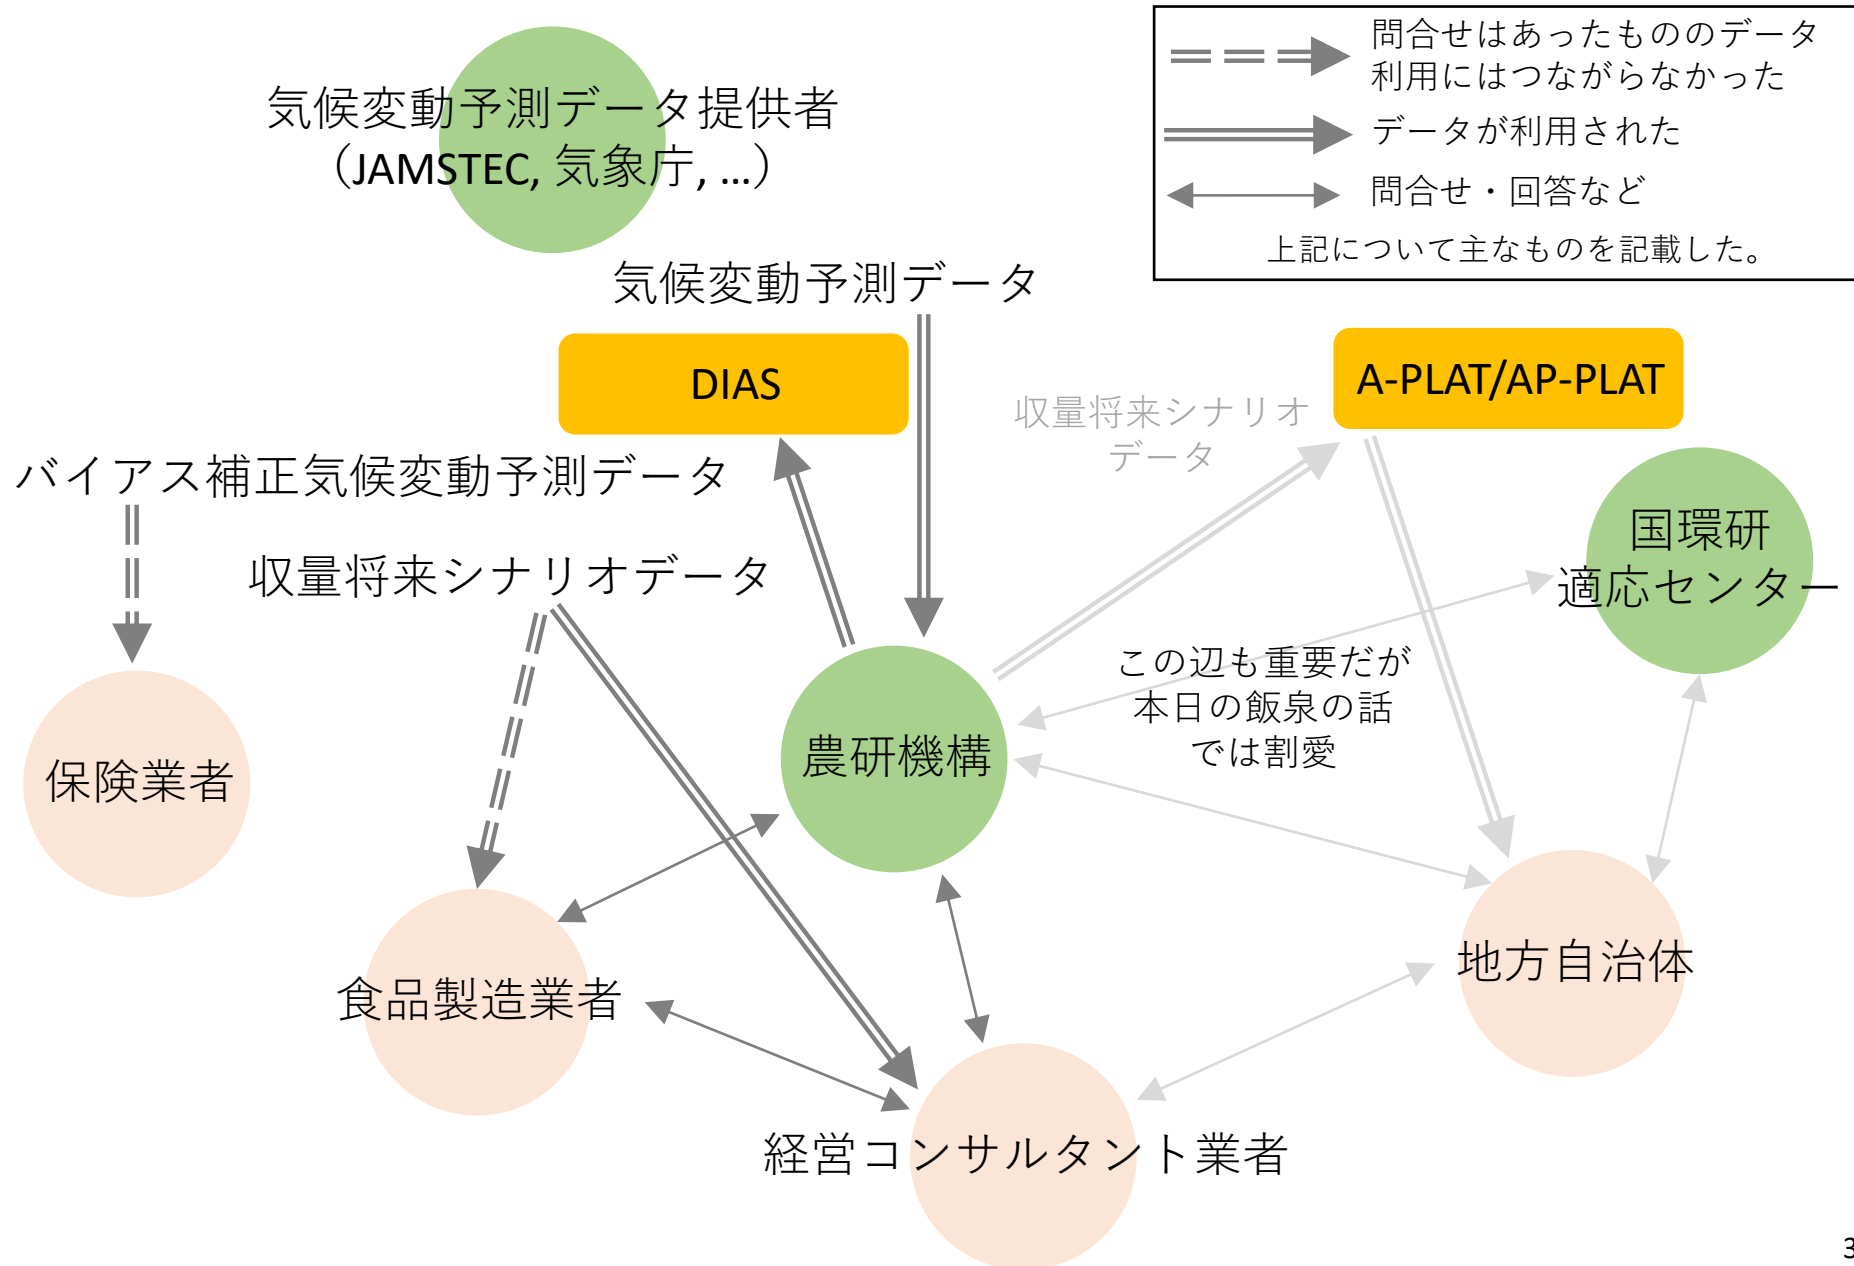 気候変動予測データ提供者
（JAMSTEC, 気象庁, ...）
問合せはあったもののデータ
利用にはつながらなかった
データが利用された
問合せ・回答など
上記について主なものを記載した。
気候変動予測データ
DIAS
A-PLAT/AP-PLAT
収量将来シナリオ
データ
バイアス補正気候変動予測データ
収量将来シナリオデータ
国環研
適応センター
この辺も重要だが
本日の飯泉の話
では割愛
農研機構
保険業者
食品製造業者
地方自治体
経営コンサルタント業者
3